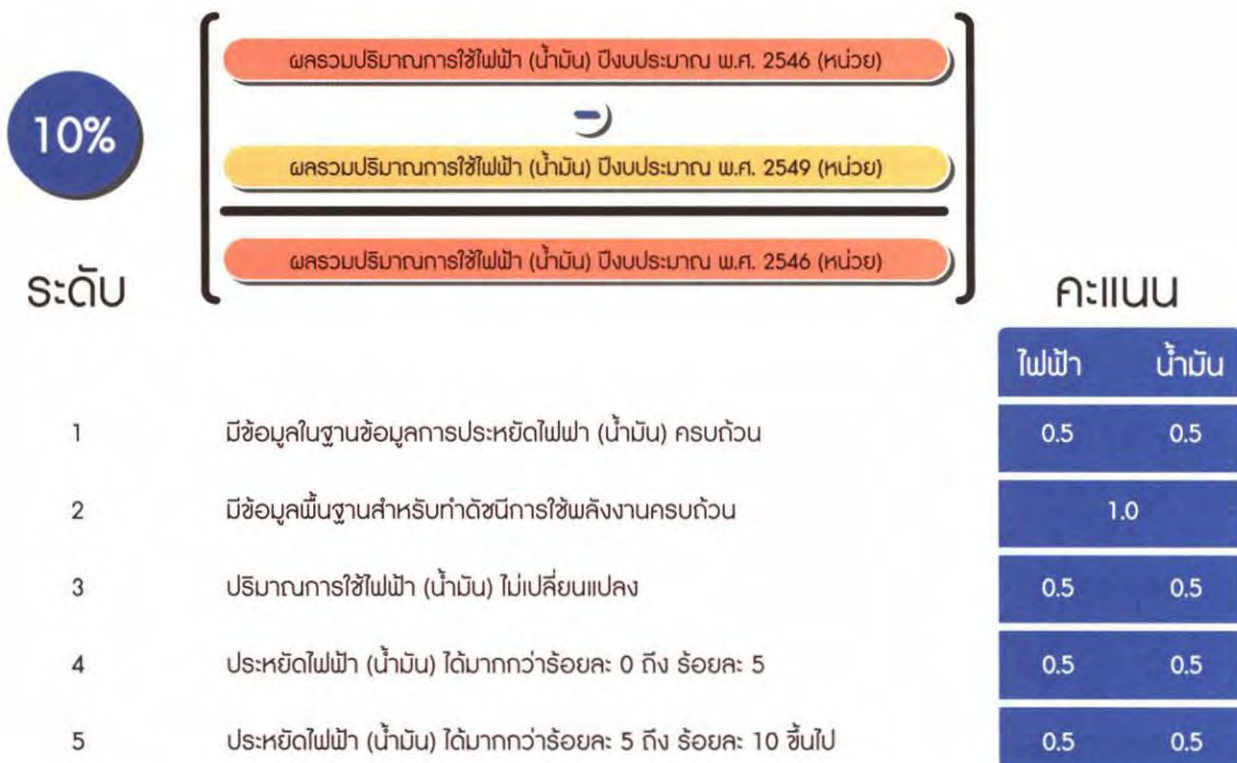 ผลรวมปริมาณการใช้ไฟฟ้า (น้ำมัน) ปีงบประมาณ พ.ศ. 2546 (หน่วย)
10%
-
ผลรวมปริมาณการใช้ไฟฟ้า (น้ำมัน) ปีงบประมาณ พ.ศ. 2549 (หน่วย)
ผลรวมปริมาณการใช้ไฟฟ้า (น้ำมัน) ปีงบประมาณ พ.ศ. 2546 (หน่วย)
ระดับ คะแนน
ไฟฟ้า น้ำมัน
1 มีข้อมูลในฐานข้อมูลการประหยัดไฟฟา (น้ำมัน) ครบถ้วน 0.5 0.5
2 มีข้อมูลพื้นฐานสำหรับทำดัชนีการใช้พลังงานครบถ้วน 1.0
3 ปริมาณการใช้ไฟฟ้า (น้ำมัน) ไม่เปลี่ยนแปลง 0.5 0.5
4 ประหยัดไฟฟ้า (น้ำมัน) ได้มากกว่าร้อยละ 0 ถึง ร้อยละ 5 0.5 0.5
5 ประหยัดไฟฟ้า (น้ำมัน) ได้มากกว่าร้อยละ 5 ถึง ร้อยละ 10 ขึ้นไป 0.5 0.5